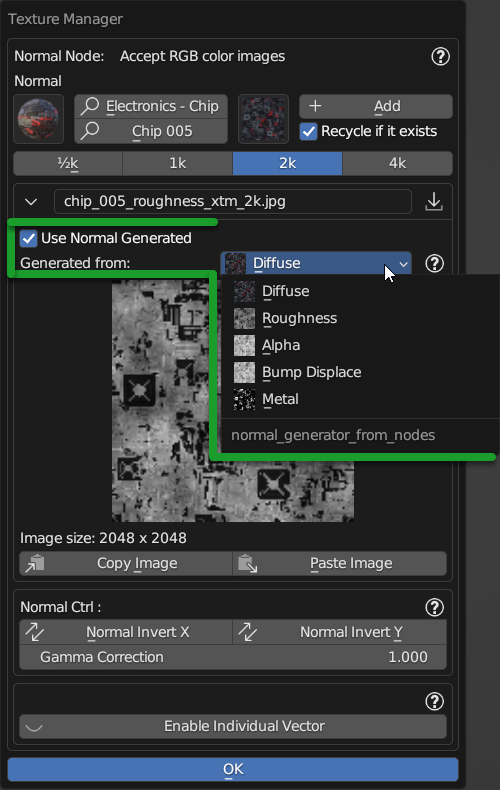 Texture Manager
Normal Node: Accept RGB color images ?
Normal
Electronics - Chip
Chip 005
+ Add
Recycle if it exists
½k 1k 2k 4k
chip_005_roughness_xtm_2k.jpg
Use Normal Generated
Generated from: Diffuse ?
Diffuse
Roughness
Alpha
Bump Displace
Metal
normal_generator_from_nodes
Image size: 2048 x 2048
Copy Image Paste Image
Normal Ctrl : ?
Normal Invert X Normal Invert Y
Gamma Correction 1.000
?
Enable Individual Vector
OK